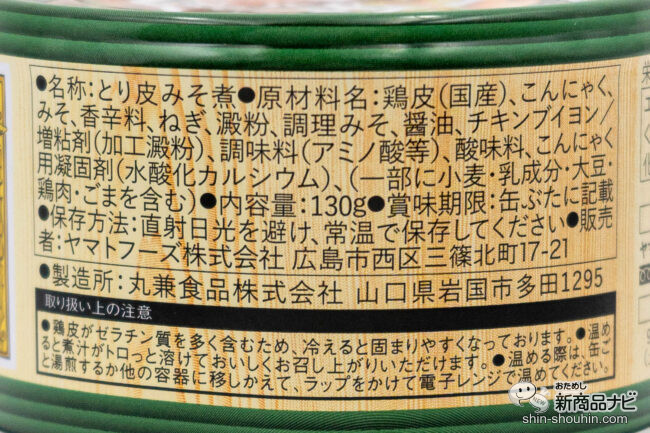 ●名称:とり皮みそ煮●原材料名:鶏皮(国産)、こんにゃく、
みそ、香辛料、ねぎ、澱粉、調理みそ、醤油、チキンブイヨン/
増粘剤(加工澱粉)、調味料(アミノ酸等)、酸味料、こんにゃく
用凝固剤(水酸化カルシウム)、(一部に小麦・乳成分・大豆・
鶏肉・ごまを含む)●内容量:130g●賞味期限:缶ぶたに記載
●保存方法:直射日光を避け、常温で保存してください●販売
者:ヤマトフーズ株式会社 広島市西区三篠北町17-21
●製造所:丸兼食品株式会社 山口県岩国市多田1295
取り扱い上の注意
●鶏皮がゼラチン質を多く含むため、冷えると固まりやすくなっております。●温め
ると煮汁がトロっと溶けておいしくお召し上がりいただけます。●温める際は、缶ご
と湯煎するか他の容器に移しかえて、ラップをかけて電子レンジで温めてください。
おためし
新商品ナビ
shin-shouhin.com